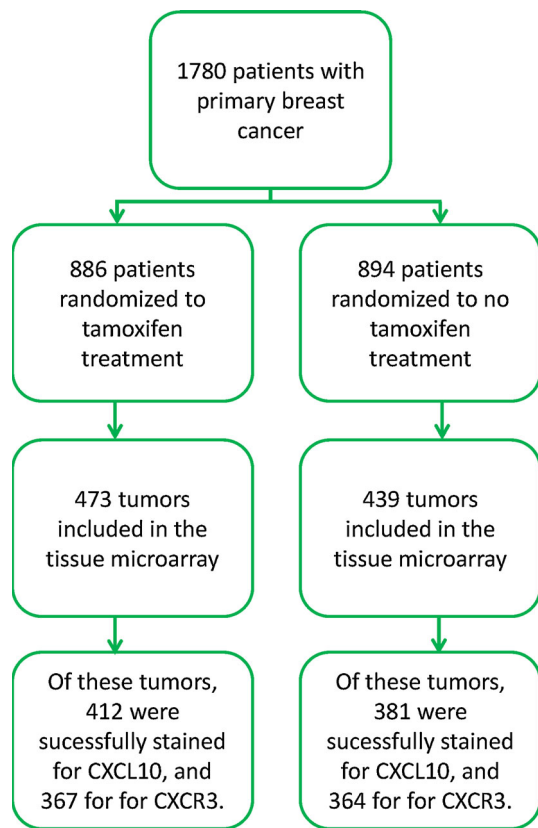 1780 patients with
primary breast
cancer
886 patients
randomized to
tamoxifen
treatment
894 patients
randomized to no
tamoxifen
treatment
473 tumors
included in the
tissue microarray
439 tumors
included in the
tissue microarray
Of these tumors,
412 were
sucessfully stained
for CXCL10, and
367 for for CXCR3.
Of these tumors,
381 were
sucessfully stained
for CXCL10, and
364 for for CXCR3.